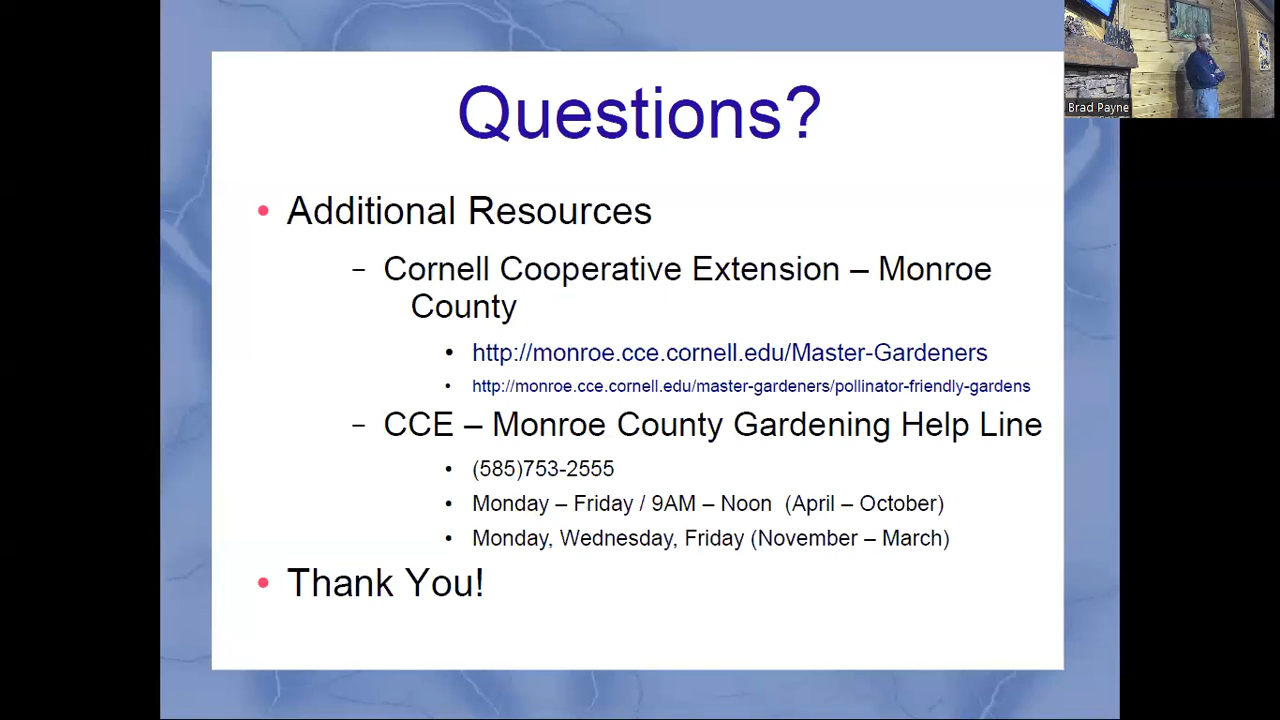 Questions?
Brad Payne
• Additional Resources
– Cornell Cooperative Extension – Monroe
County
• http://monroe.cce.cornell.edu/Master-Gardeners
• http://monroe.cce.cornell.edu/master-gardeners/pollinator-friendly-gardens
– CCE – Monroe County Gardening Help Line
• (585)753-2555
• Monday – Friday / 9AM – Noon (April – October)
• Monday, Wednesday, Friday (November – March)
• Thank You!